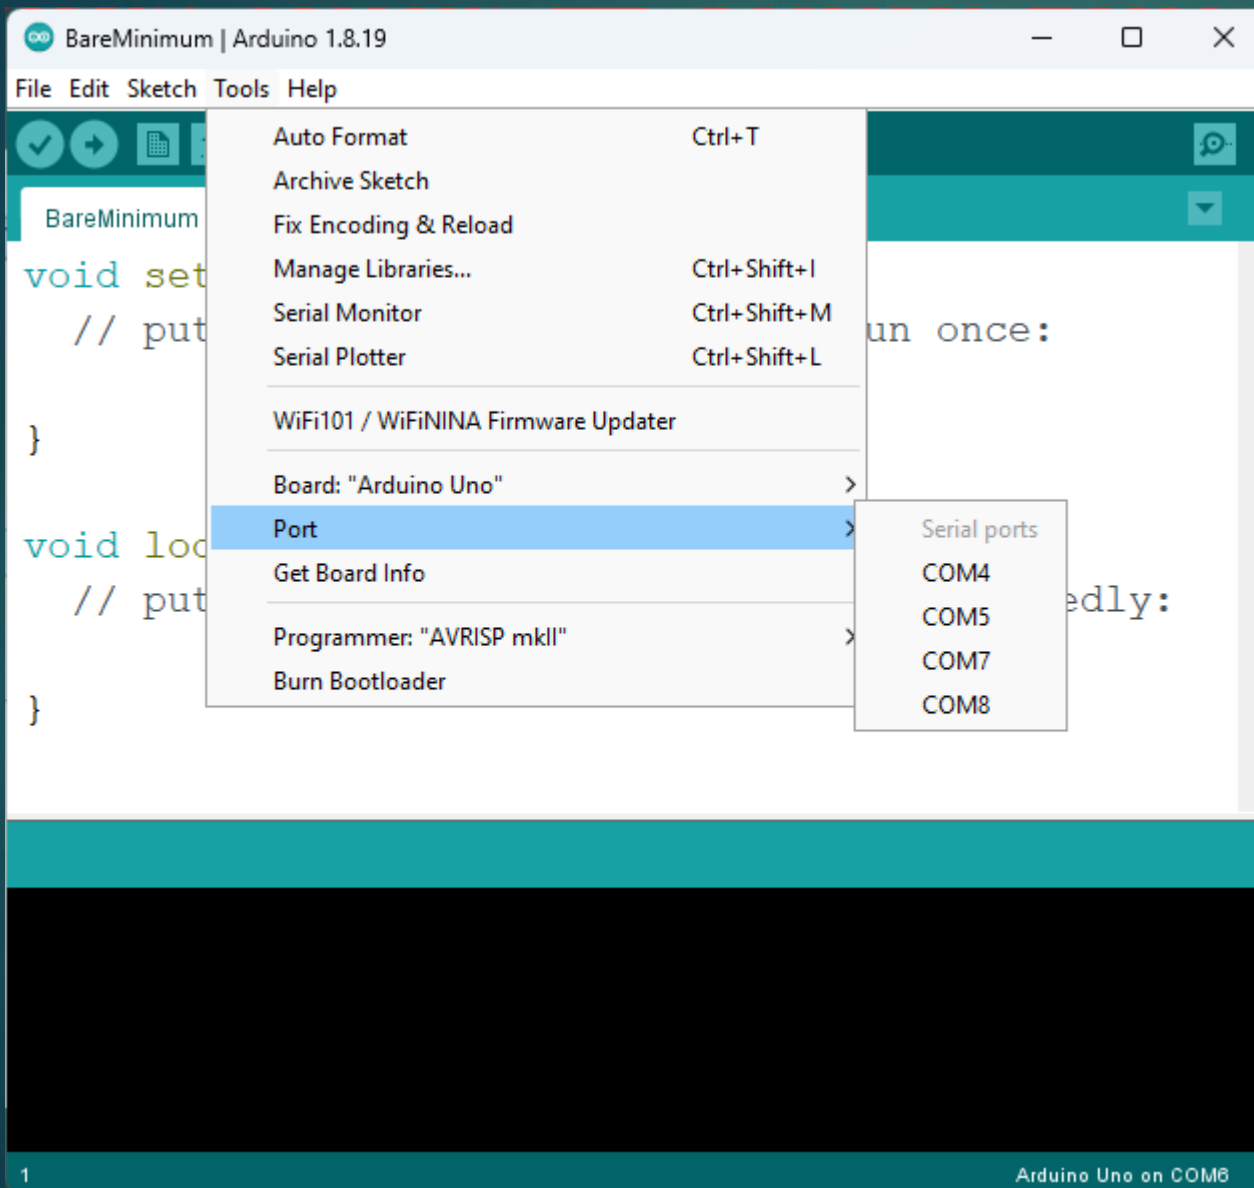 BareMinimum | Arduino 1.8.19
File Edit Sketch Tools Help
BareMinimum
void set
// put
un once:
}
void loo
// put
edly:
}
Auto Format Ctrl+T
Archive Sketch
Fix Encoding & Reload
Manage Libraries... Ctrl+Shift+I
Serial Monitor Ctrl+Shift+M
Serial Plotter Ctrl+Shift+L
WiFi101 / WiFiNINA Firmware Updater
Board: "Arduino Uno"
Port
Get Board Info
Programmer: "AVRISP mkII"
Burn Bootloader
Serial ports
COM4
COM5
COM7
COM8
1
Arduino Uno on COM6